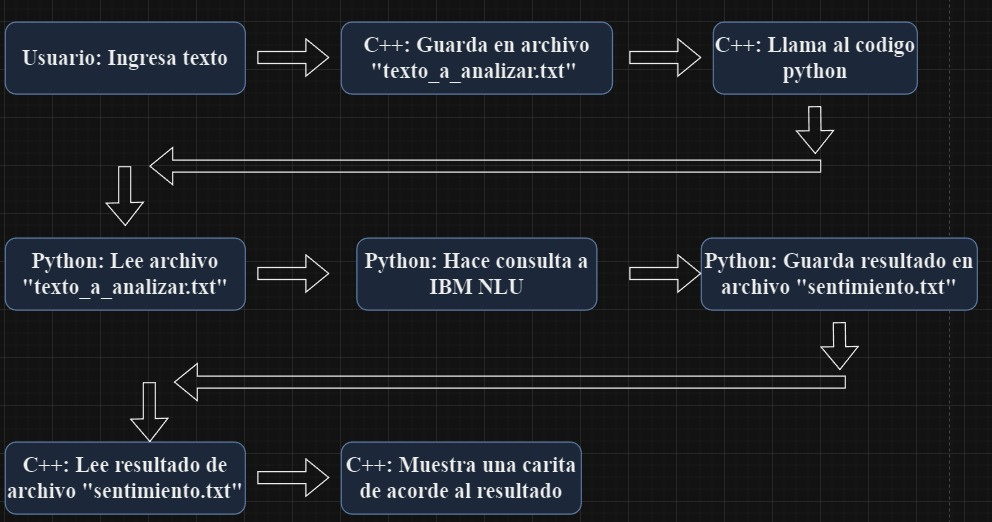 Usuario: Ingresa texto
C++: Guarda en archivo
"texto_a_analizar.txt"
C++: Llama al codigo
python
Python: Lee archivo
"texto_a_analizar.txt"
Python: Hace consulta a
IBM NLU
Python: Guarda resultado en
archivo "sentimiento.txt"
C++: Lee resultado de
archivo "sentimiento.txt"
C++: Muestra una carita
de acorde al resultado